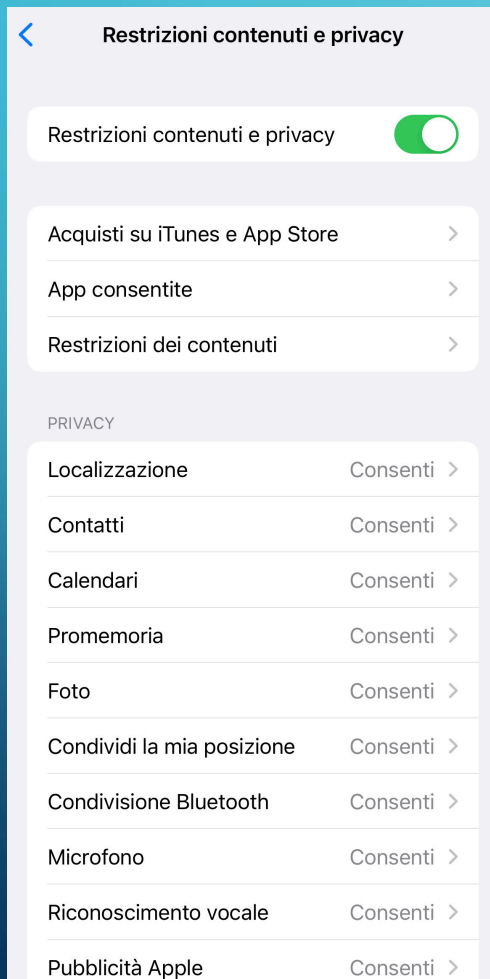 Restrizioni contenuti e privacy
Restrizioni contenuti e privacy
Acquisti su iTunes e App Store
App consentite
Restrizioni dei contenuti
PRIVACY
Localizzazione Consenti
Contatti Consenti
Calendari Consenti
Promemoria Consenti
Foto Consenti
Condividi la mia posizione Consenti
Condivisione Bluetooth Consenti
Microfono Consenti
Riconoscimento vocale Consenti
Pubblicità Apple Consenti